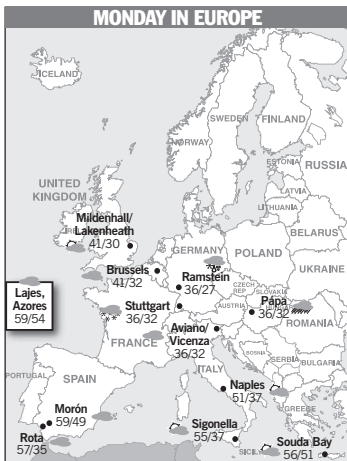 MONDAY IN EUROPE
ICELAND
SWEDEN
FINLAND
NORWAY
ESTONIA
RUSSIA
LATVIA
LITHUANIA
UNITED
KINGDOM
BELARUS
Mildenhall/
Lakenheath
41/30
GERMANY
POLAND
UKRAINE
Brussels
41/32
Ramstein
36/27
CZECH
REP.
SLOVAKIA
Lajes,
Azores
59/54
Stuttgart
36/32
AUSTRIA
Pápa
36/32
ROMANIA
FRANCE
Aviano/
Vicenza
36/32
BOSNIA
SERBIA
BULGARIA
ITALY
PORTUGAL
SPAIN
Morón
59/49
Naples
51/37
GREECE
Rota
57/35
Sigonella
55/37
SICILY
Souda Bay
56/51